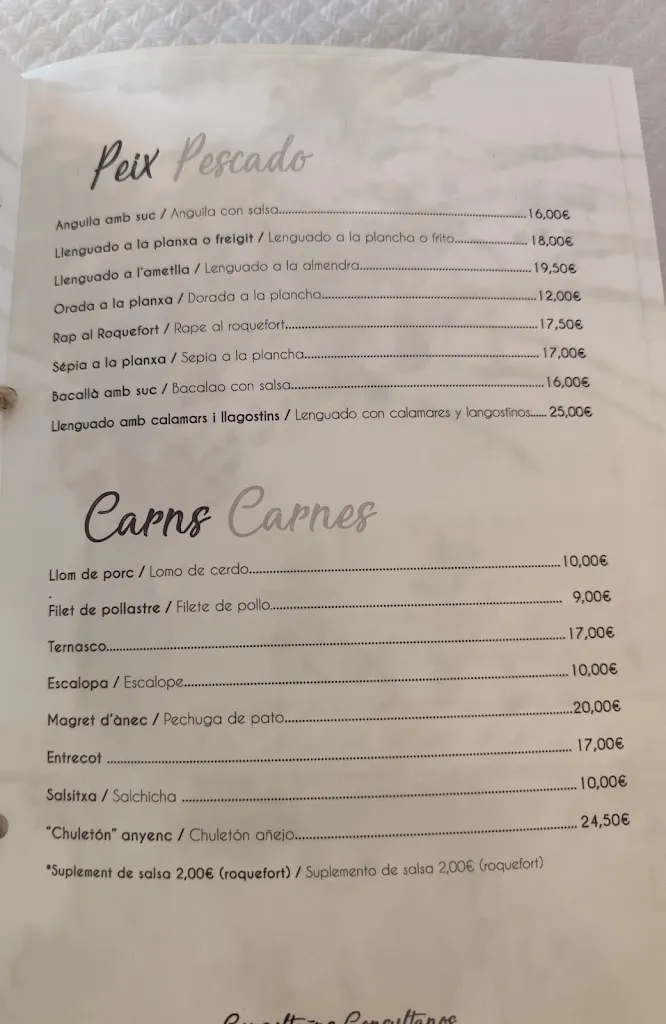 Peix Pescado
Anguila amb suc / Anguila con salsa........16,00€
Llenguado a la planxa o freigit / Lenguado a la plancha o frito........18,00€
Llenguado a l'ametlla / Lenguado a la almendra........19,50€
Orada a la planxa / Dorada a la plancha........12,00€
Rap al Roquefort / Rape al roquefort........17,50€
Sépia a la planxa / Sepia a la plancha........17,00€
Bacallà amb suc / Bacalao con salsa........16,00€
Llenguado amb calamars i llagostins / Lenguado con calamares y langostinos......25,00€
Carns Carnes
Llom de porc / Lomo de cerdo........10,00€
Filet de pollastre / Filete de pollo........9,00€
Ternasco........17,00€
Escalopa / Escalope........10,00€
Magret d'ànec / Pechuga de pato........20,00€
Entrecot ........17,00€
Salsitxa / Salchicha ........10,00€
"Chuletón" anyenc / Chuletón añejo........24,50€
*Suplement de salsa 2,00€ (roquefort) / Suplemento de salsa 2,00€ (roquefort)